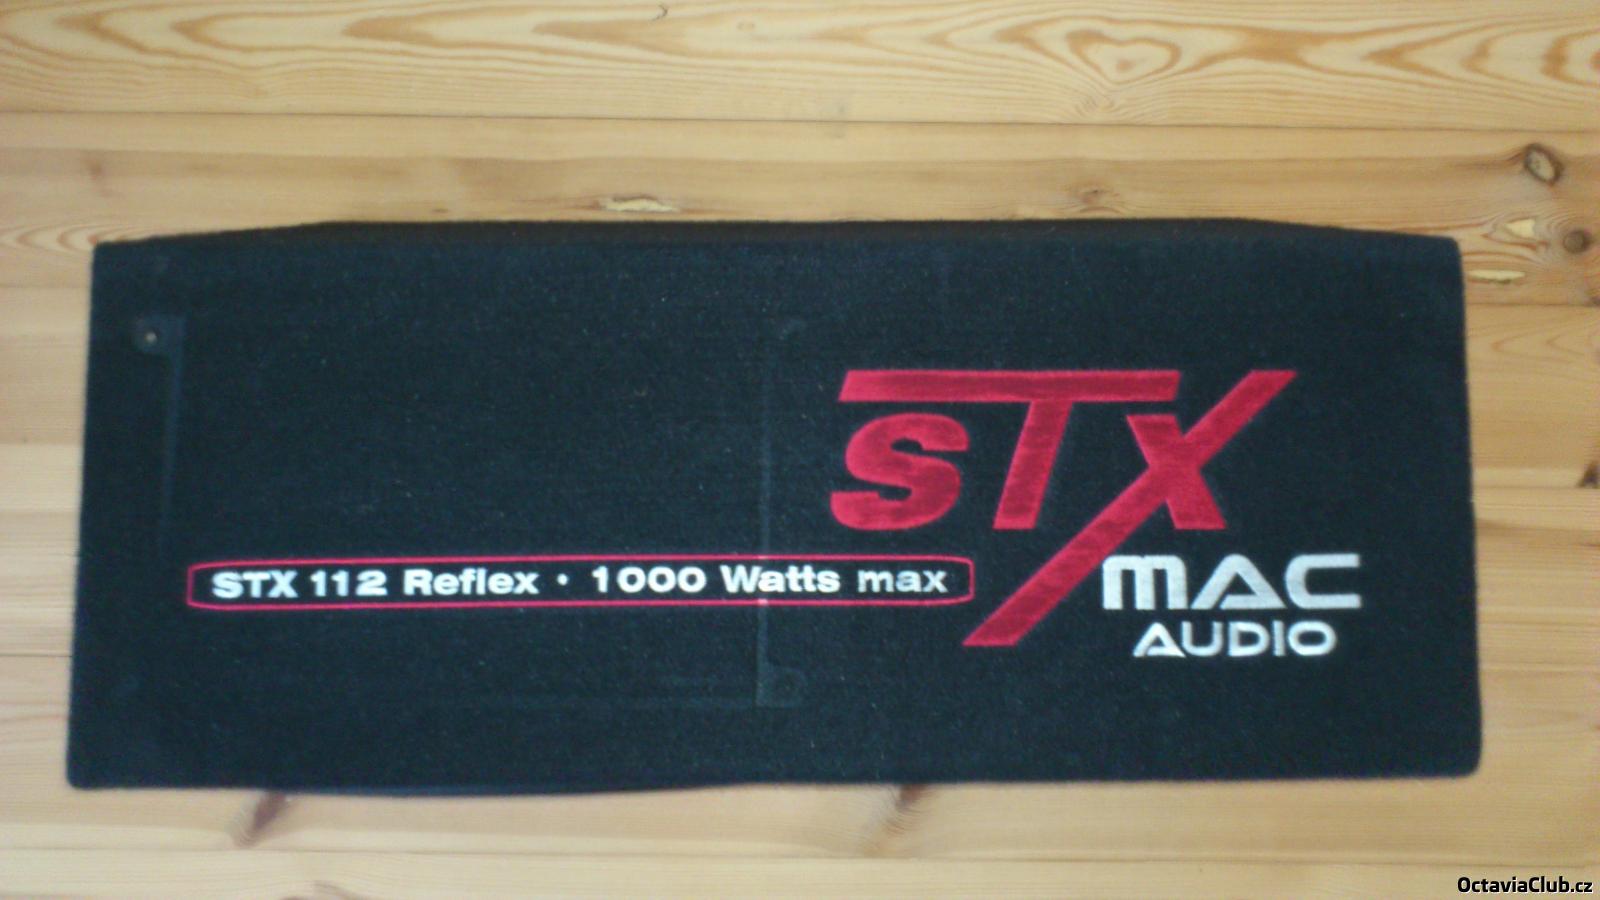 STX
STX 112 Reflex • 1000 Watts max
MAC
AUDIO
OctaviaClub.cz